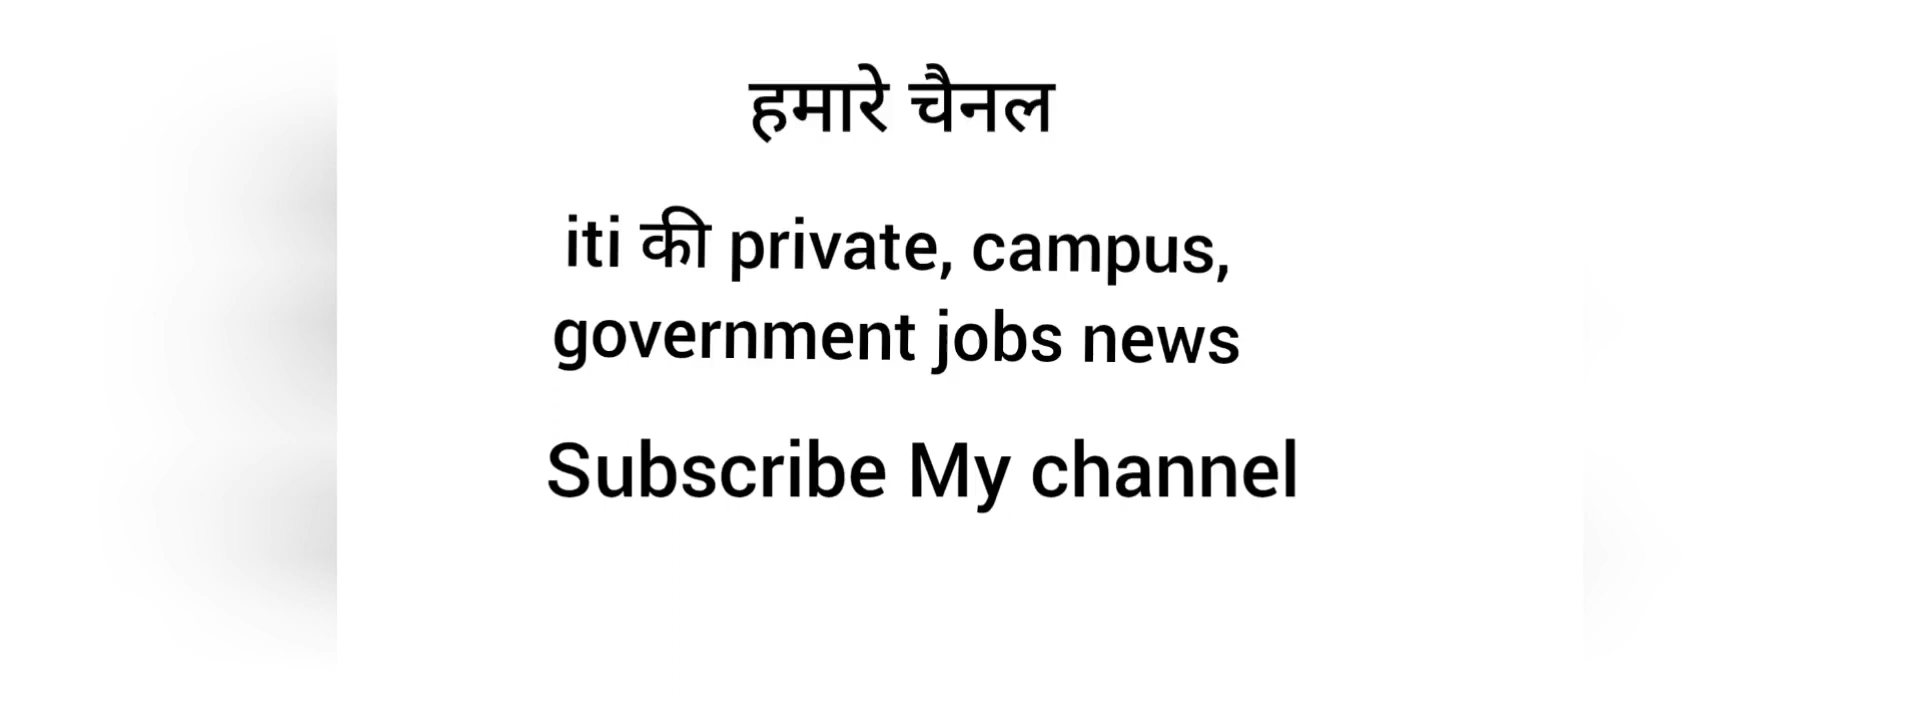 हमारे चैनल
iti की private, campus,
government jobs news
Subscribe My channel